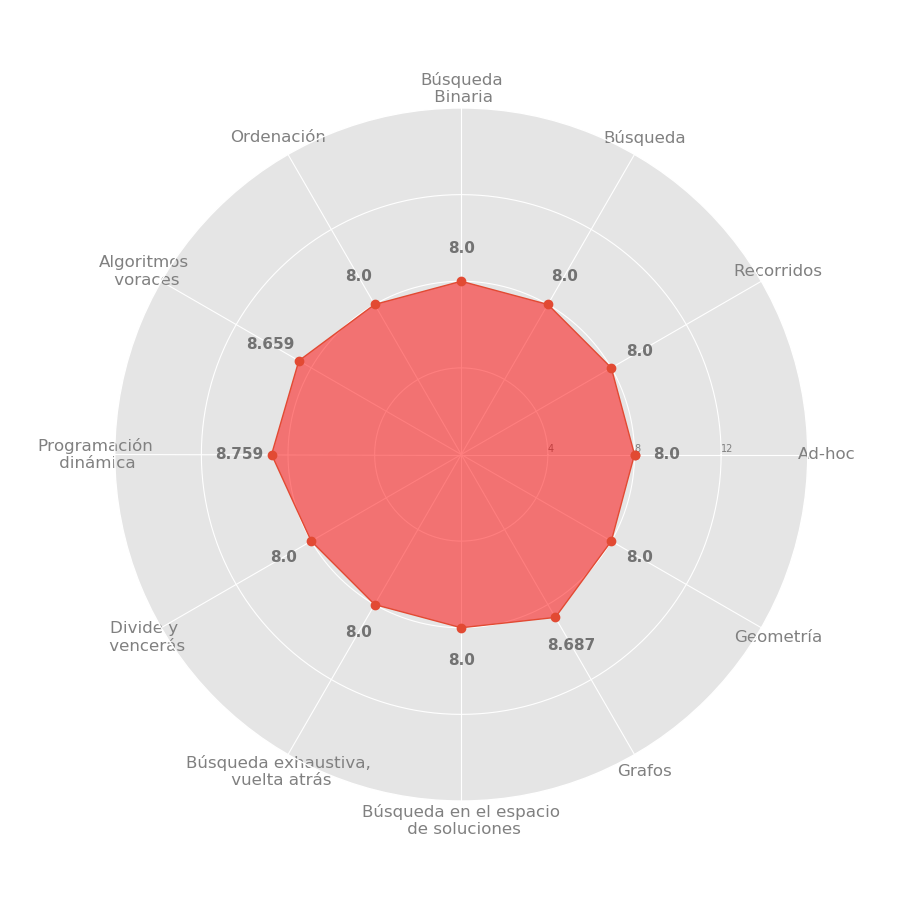 Búsqueda
Binaria
Ordenación
Búsqueda
8.0
Algoritmos
voraces
8.0
8.0
Recorridos
8.659
8.0
Programación
dinámica
8.759
4
8
12
8.0
Ad-hoc
8.0
8.0
Divide y
vencerás
8.0
8.0
8.687
Geometría
Búsqueda exhaustiva,
vuelta atrás
Grafos
Búsqueda en el espacio
de soluciones